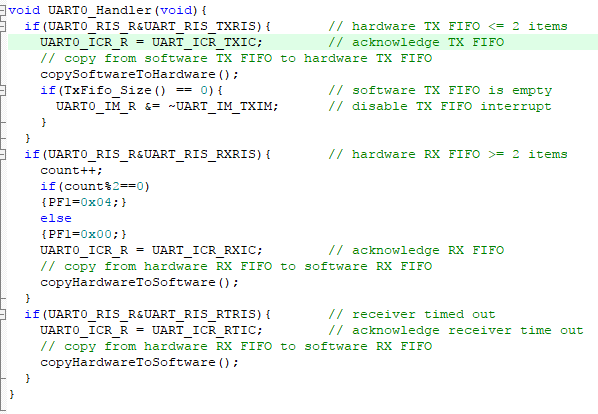 void UART0_Handler(void){
  if(UART0_RIS_R&UART_RIS_TXRIS){       // hardware TX FIFO <= 2 items
    UART0_ICR_R = UART_ICR_TXIC;        // acknowledge TX FIFO
    // copy from software TX FIFO to hardware TX FIFO
    copySoftwareToHardware();
    if(TxFifo_Size() == 0){             // software TX FIFO is empty
      UART0_IM_R &= ~UART_IM_TXIM;      // disable TX FIFO interrupt
    }
  }
  if(UART0_RIS_R&UART_RIS_RXRIS){       // hardware RX FIFO >= 2 items
    count++;
    if(count%2==0)
    {PF1=0x04;}
    else
    {PF1=0x00;}
    UART0_ICR_R = UART_ICR_RXIC;        // acknowledge RX FIFO
    // copy from hardware RX FIFO to software RX FIFO
    copyHardwareToSoftware();
  }
  if(UART0_RIS_R&UART_RIS_RTRIS){       // receiver timed out
    UART0_ICR_R = UART_ICR_RTIC;        // acknowledge receiver time out
    // copy from hardware RX FIFO to software RX FIFO
    copyHardwareToSoftware();
  }
}